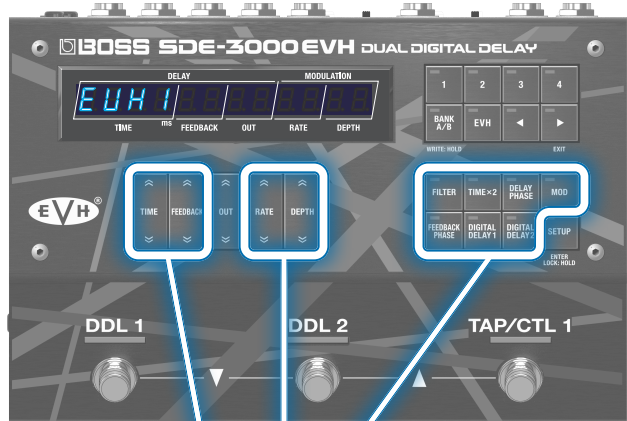 BOSS SDE-3000EVH DUAL DIGITAL DELAY
DELAY MODULATION
EVH1
TIME ms FEEDBACK OUT RATE DEPTH
1 2 3 4
BANK A/B EVH
WRITE: HOLD EXIT
EVH
TIME FEEDBACK OUT RATE DEPTH
FILTER TIME×2 DELAY PHASE MOD
FEEDBACK PHASE DIGITAL DELAY 1 DIGITAL DELAY 2 SETUP
ENTER
LOCK: HOLD
DDL 1 DDL 2 TAP/CTL 1